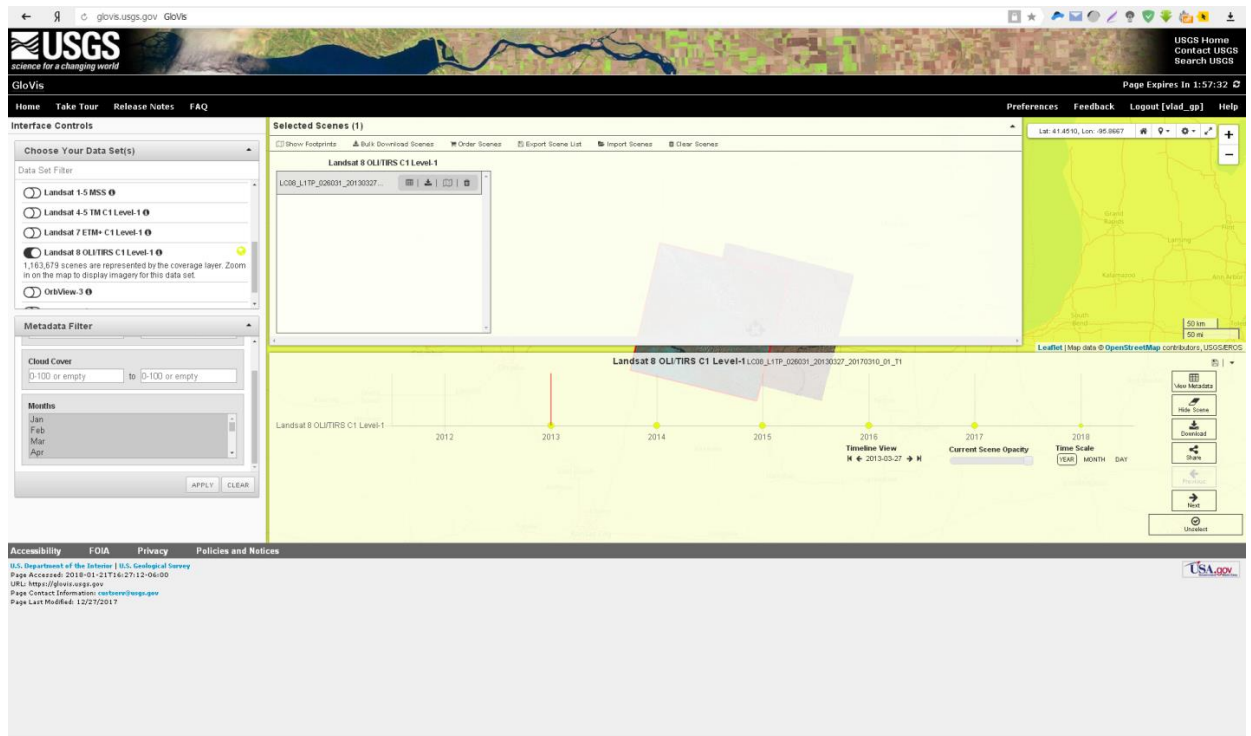 Я glovis.usgs.gov GloVis
USGS
science for a changing world
USGS Home
Contact USGS
Search USGS
GloVis
Page Expires In 1:57:32
Home Take Tour Release Notes FAQ
Preferences Feedback Logout [vlad_gp] Help
Interface Controls
Choose Your Data Set(s)
Data Set Filter
Landsat 1-5 MSS
Landsat 4-5 TM C1 Level-1
Landsat 7 ETM+ C1 Level-1
Landsat 8 OLI/TIRS C1 Level-1
1,163,679 scenes are represented by the coverage layer. Zoom
in on the map to display imagery for this data set.
OrbView-3
Metadata Filter
Cloud Cover
0-100 or empty to 0-100 or empty
Months
Jan
Feb
Mar
Apr
APPLY CLEAR
Selected Scenes (1)
Show Footprints Bulk Download Scenes Order Scenes Export Scene List Import Scenes Clear Scenes
Landsat 8 OLI/TIRS C1 Level-1
LC08_L1TP_026031_20130327...
Lat: 41.4510, Lon: -95.8667
+
−
Grand
Rapids
Lansing
Kalamazoo
Ann Arbor
South
Bend
50 km
50 mi
Leaflet | Map data © OpenStreetMap contributors, USGS/EROS
Landsat 8 OLI/TIRS C1 Level-1 LC08_L1TP_026031_20130327_20170310_01_T1
Landsat 8 OLI/TIRS C1 Level-1
2012 2013 2014 2015 2016 2017 2018
Timeline View
2013-03-27
Current Scene Opacity
Time Scale
YEAR MONTH DAY
View Metadata
Hide Scene
Download
Share
Previous
Next
Unselect
Accessibility FOIA Privacy Policies and Notices
U.S. Department of the Interior | U.S. Geological Survey
Page Accessed: 2018-01-21T16:27:12-06:00
URL: https://glovis.usgs.gov
Page Contact Information: custserv@usgs.gov
Page Last Modified: 12/27/2017
USA.gov